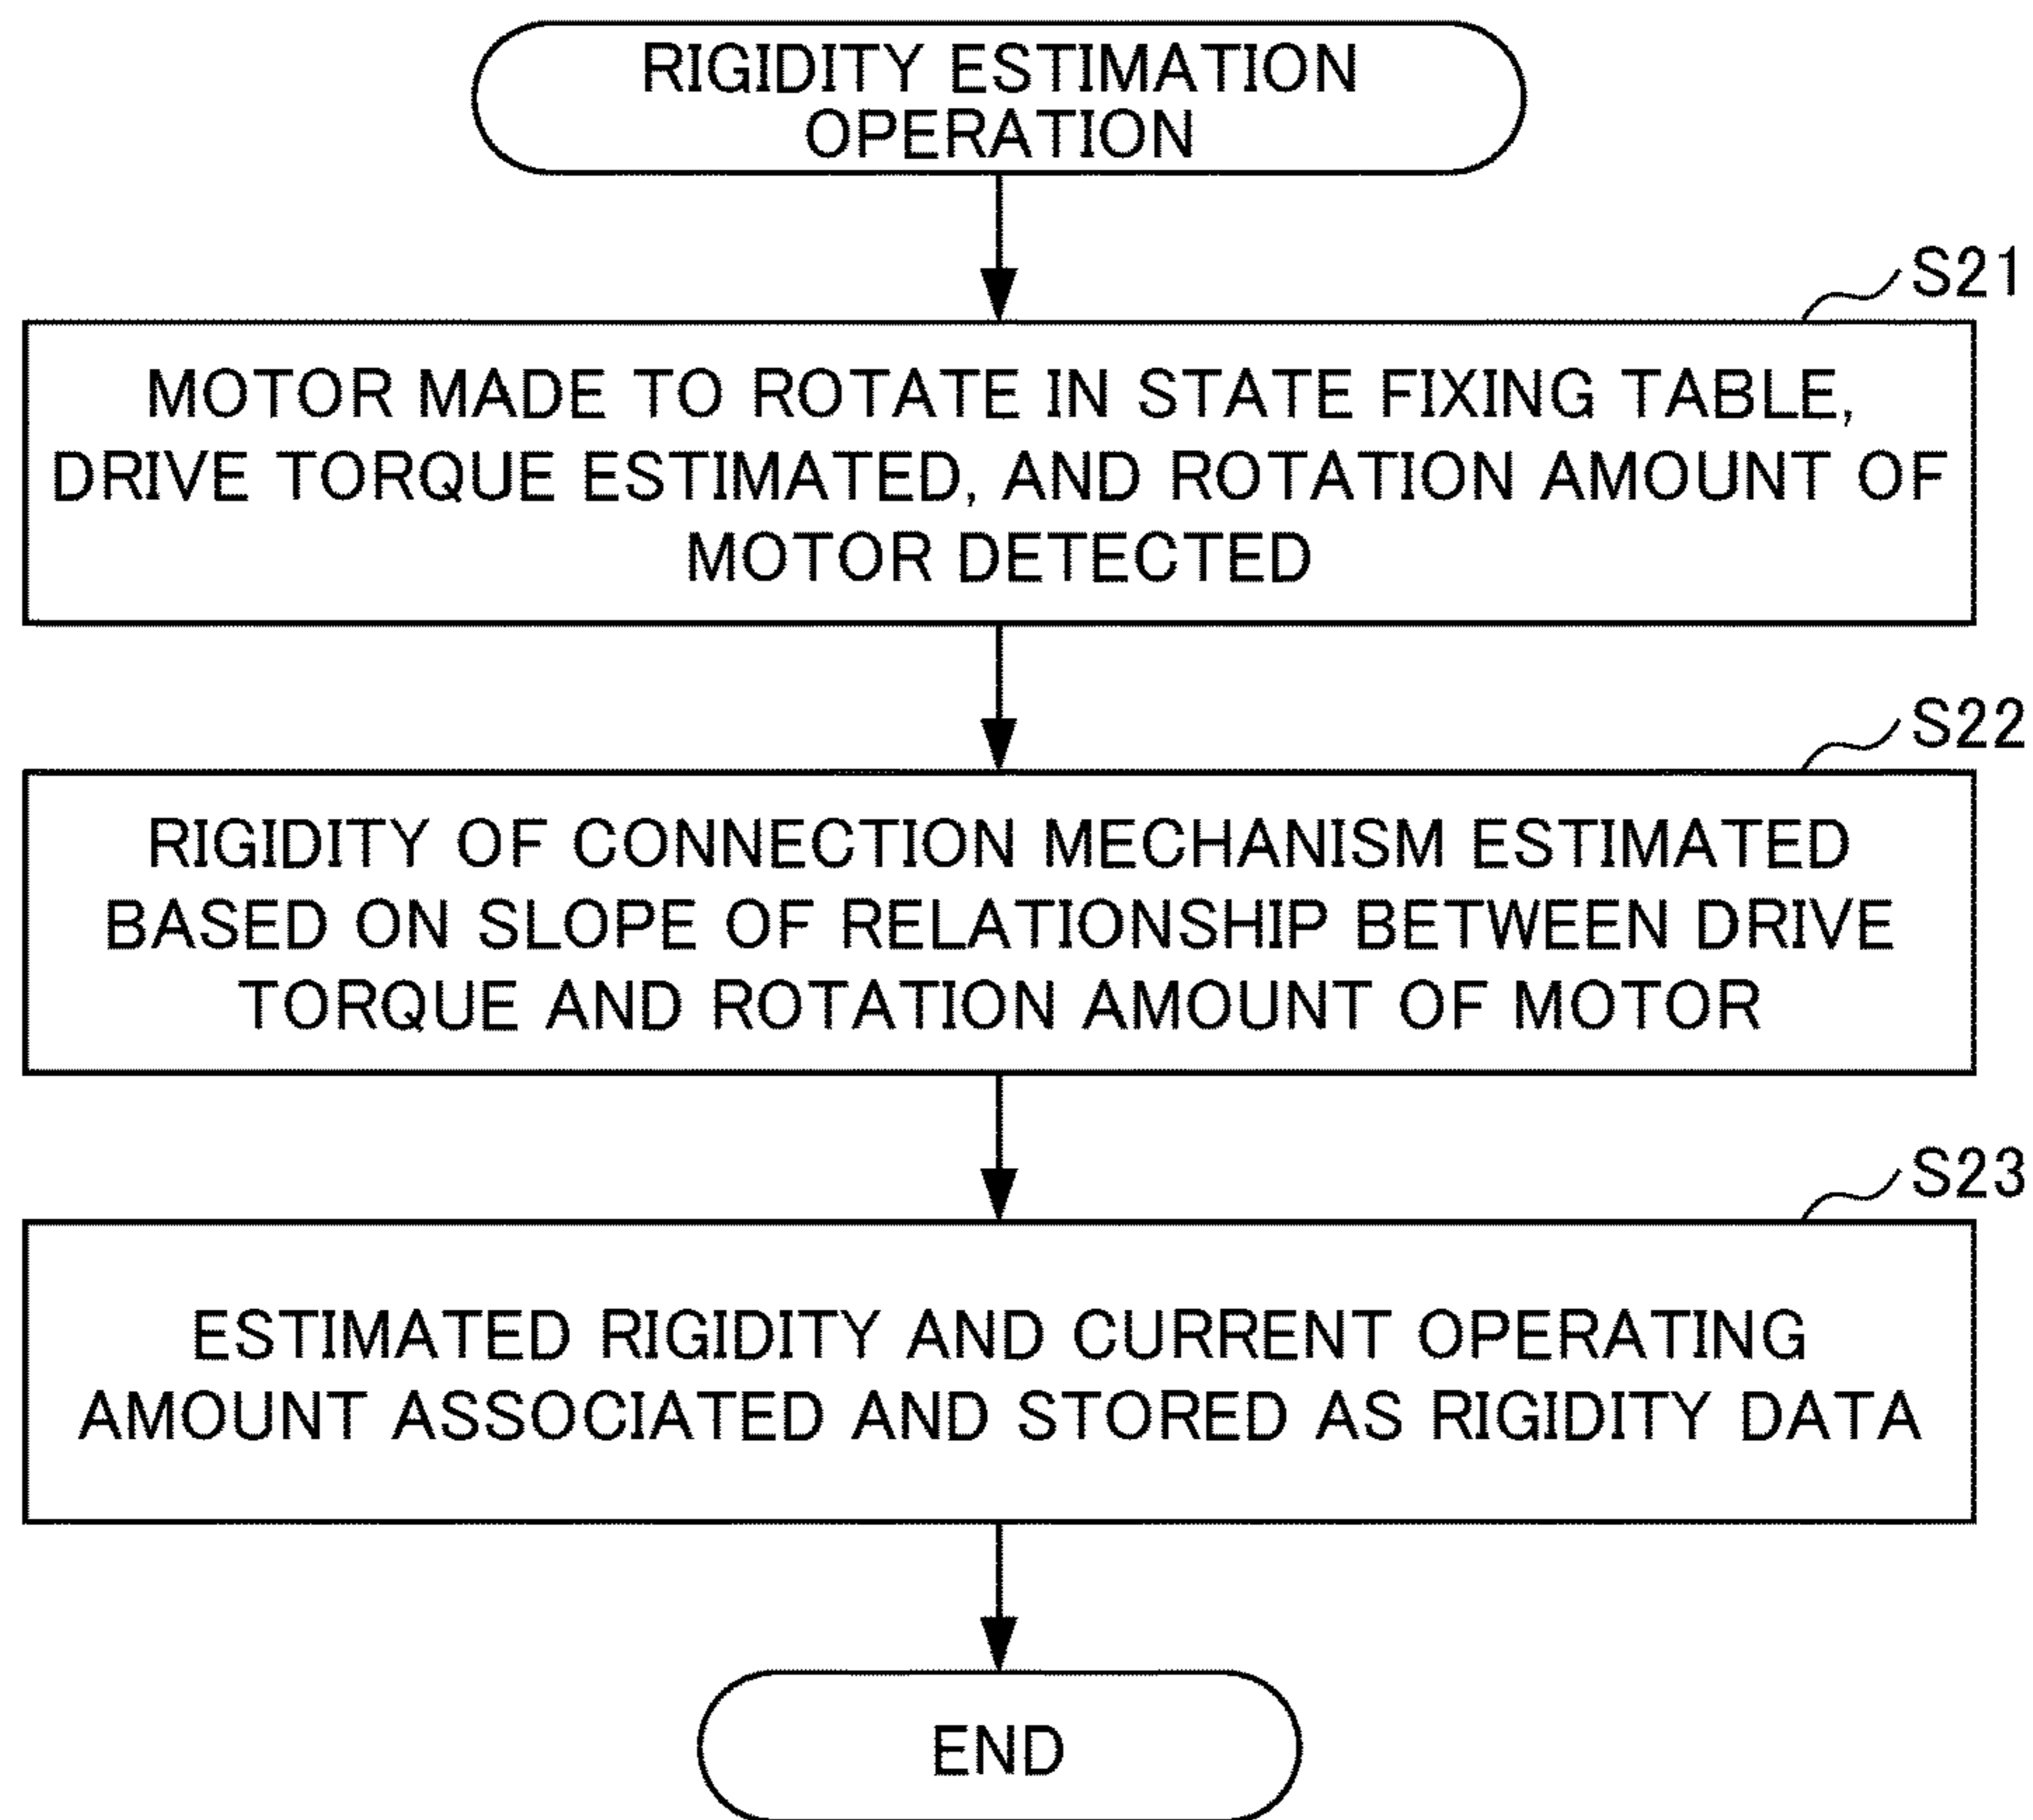 RIGIDITY ESTIMATION
OPERATION
S21
MOTOR MADE TO ROTATE IN STATE FIXING TABLE,
DRIVE TORQUE ESTIMATED, AND ROTATION AMOUNT OF
MOTOR DETECTED
S22
RIGIDITY OF CONNECTION MECHANISM ESTIMATED
BASED ON SLOPE OF RELATIONSHIP BETWEEN DRIVE
TORQUE AND ROTATION AMOUNT OF MOTOR
S23
ESTIMATED RIGIDITY AND CURRENT OPERATING
AMOUNT ASSOCIATED AND STORED AS RIGIDITY DATA
END